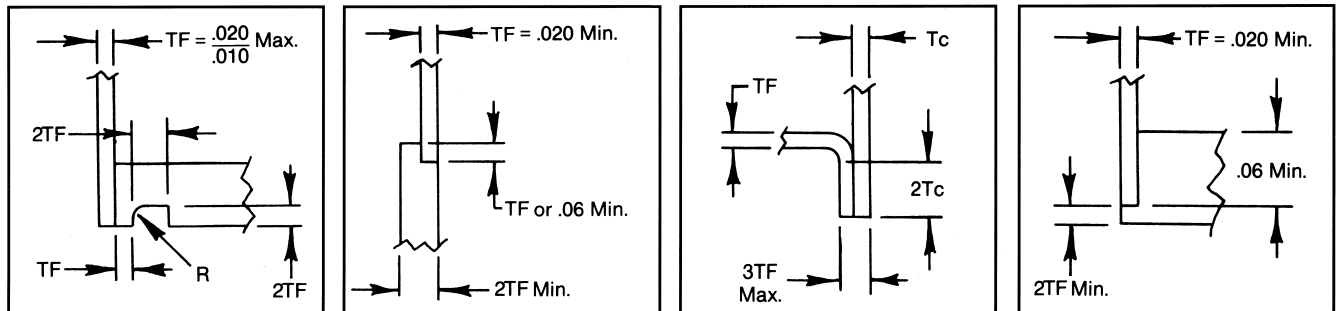 TF = .020/.010 Max.
2TF
TF
R
2TF
TF = .020 Min.
TF or .06 Min.
2TF Min.
Tc
TF
2Tc
3TF
Max.
TF = .020 Min.
.06 Min.
2TF Min.